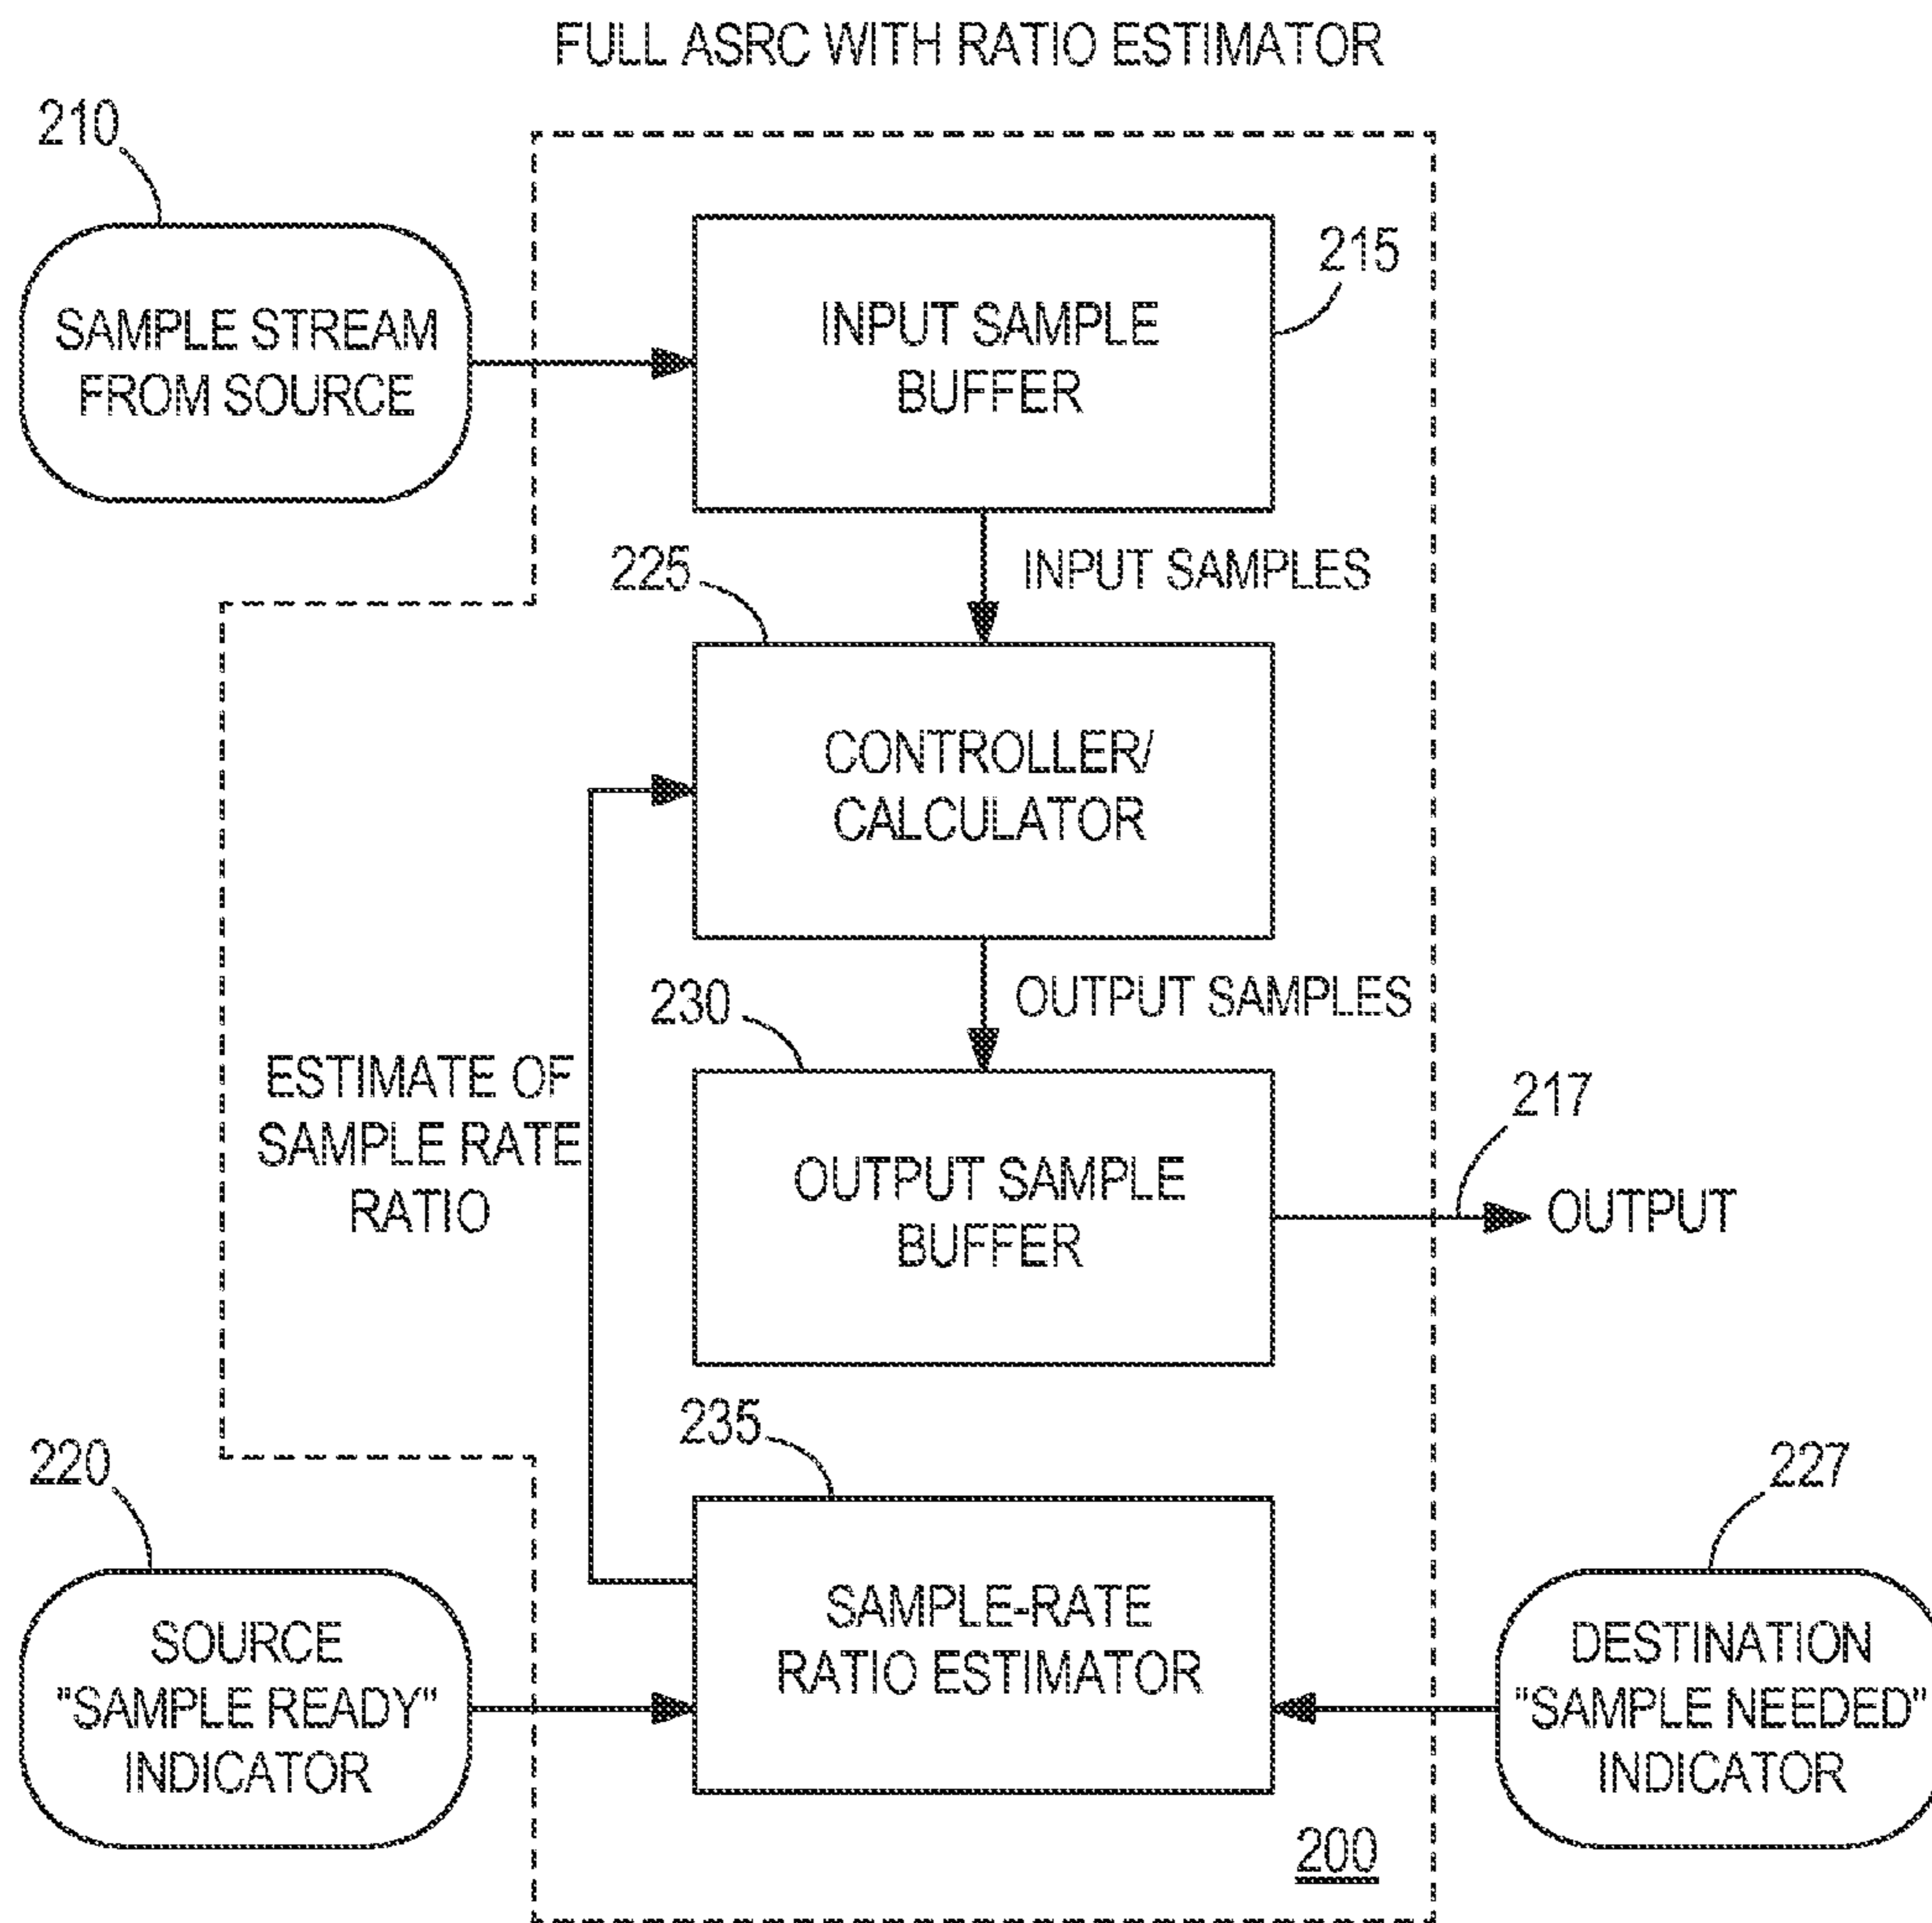 FULL ASRC WITH RATIO ESTIMATOR
210
SAMPLE STREAM
FROM SOURCE
INPUT SAMPLE
BUFFER
215
INPUT SAMPLES
225
CONTROLLER/
CALCULATOR
OUTPUT SAMPLES
230
ESTIMATE OF
SAMPLE RATE
RATIO
OUTPUT SAMPLE
BUFFER
217
OUTPUT
235
220
SOURCE
"SAMPLE READY"
INDICATOR
SAMPLE-RATE
RATIO ESTIMATOR
227
DESTINATION
"SAMPLE NEEDED"
INDICATOR
200